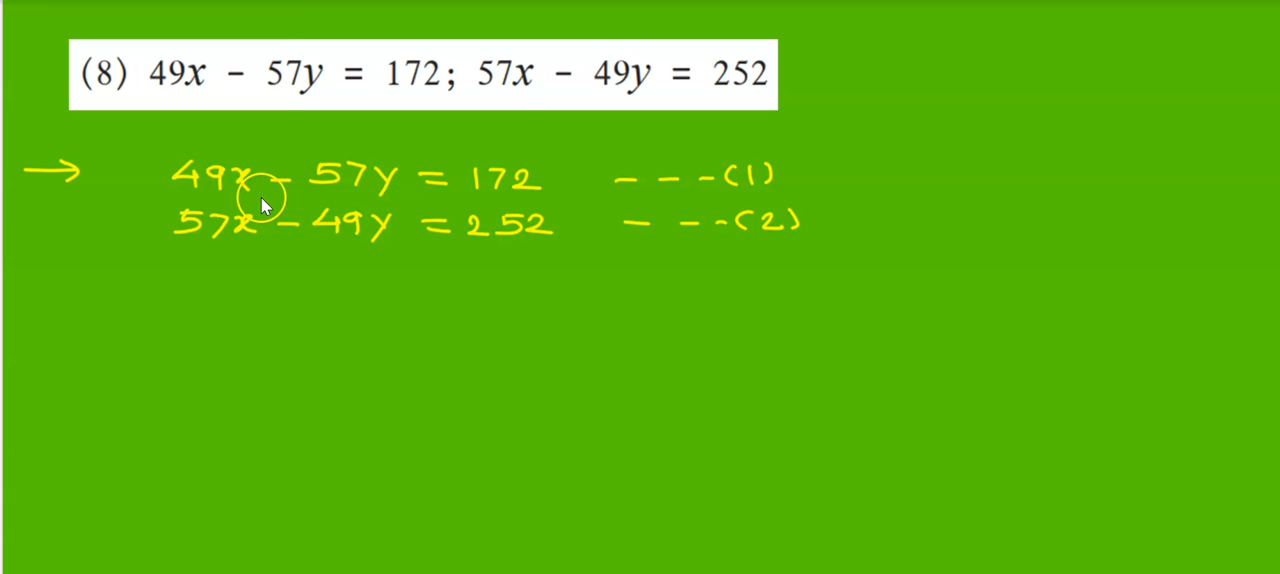 (8) 49x - 57y = 172; 57x - 49y = 252
→ 49x - 57y = 172 - - -(1)
57x - 49y = 252 - - -(2)